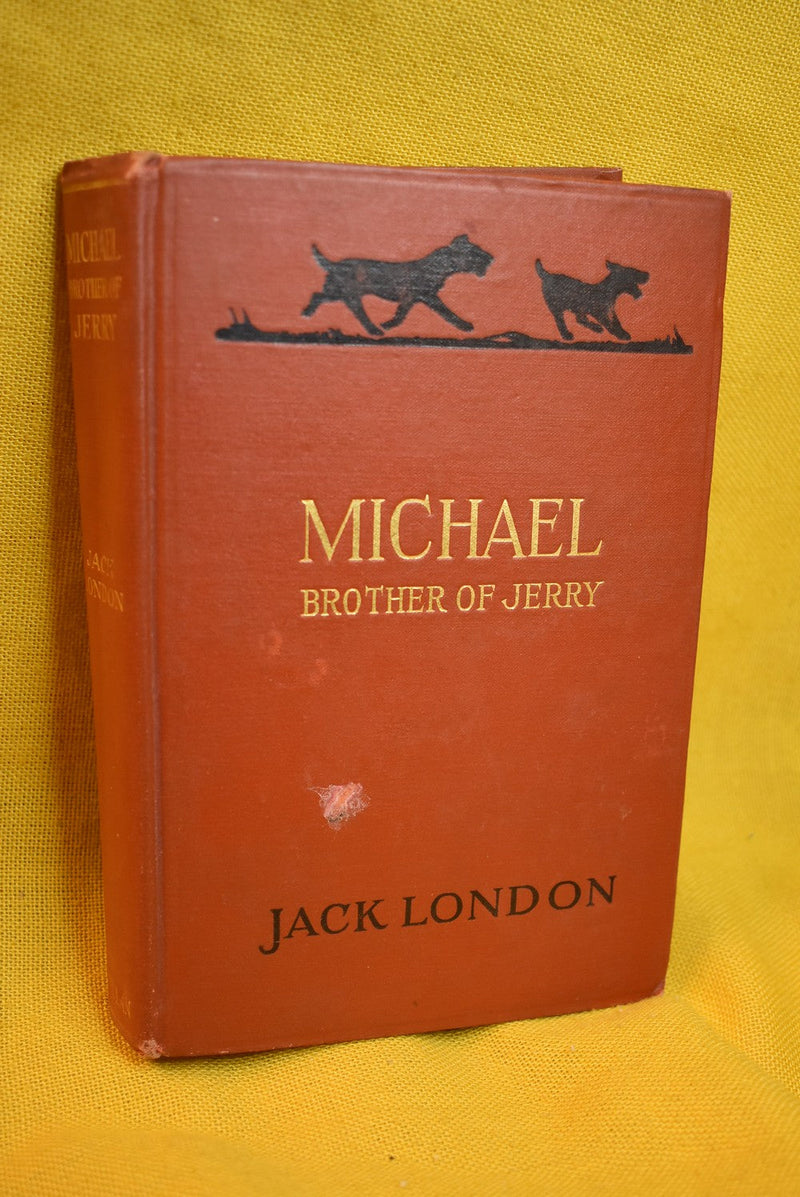 MICHAEL
BROTHER OF
JERRY
JACK
LONDON
MICHAEL
BROTHER OF JERRY
JACK LONDON